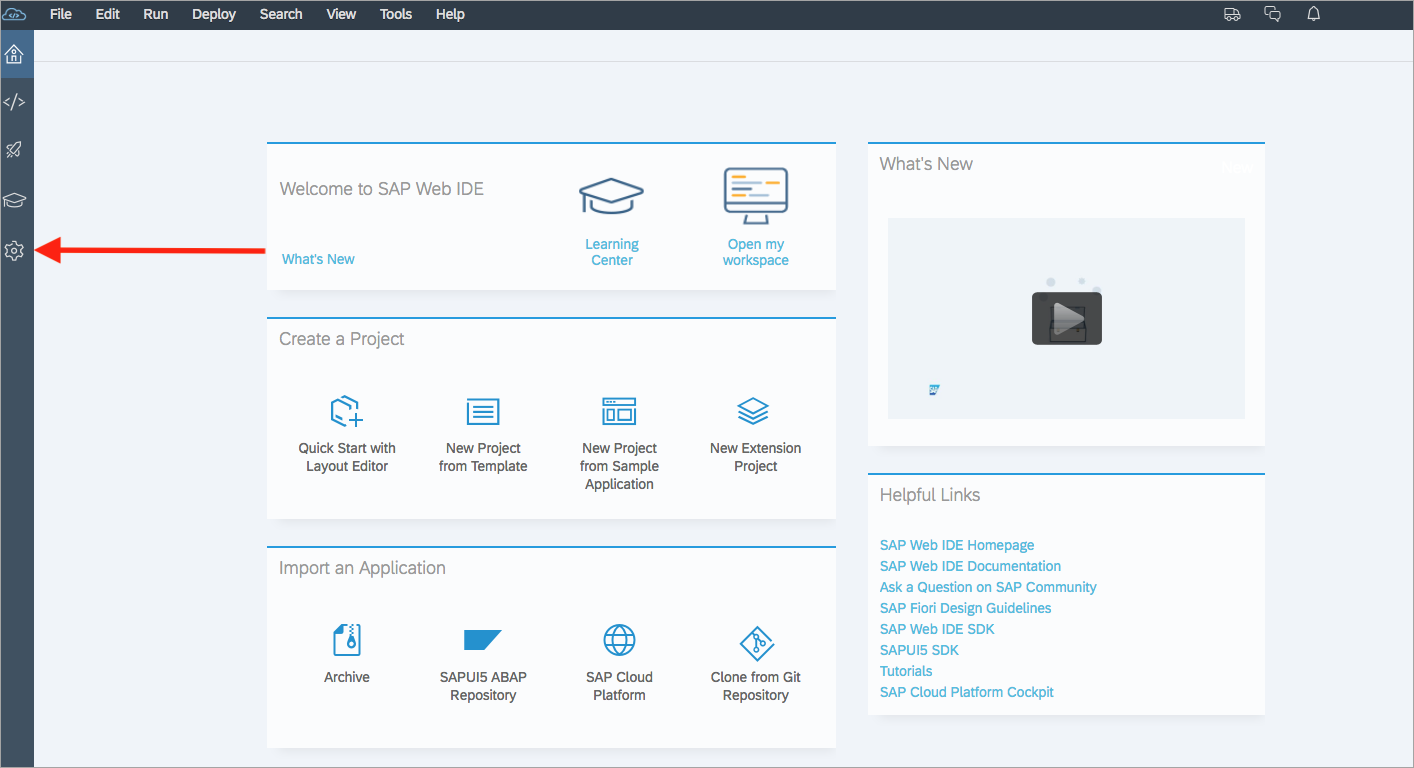 File Edit Run Deploy Search View Tools Help
Welcome to SAP Web IDE
What's New
Learning
Center
Open my
workspace
Create a Project
Quick Start with
Layout Editor
New Project
from Template
New Project
from Sample
Application
New Extension
Project
Import an Application
Archive
SAPUI5 ABAP
Repository
SAP Cloud
Platform
Clone from Git
Repository
What's New
SAP
Helpful Links
SAP Web IDE Homepage
SAP Web IDE Documentation
Ask a Question on SAP Community
SAP Fiori Design Guidelines
SAP Web IDE SDK
SAPUI5 SDK
Tutorials
SAP Cloud Platform Cockpit